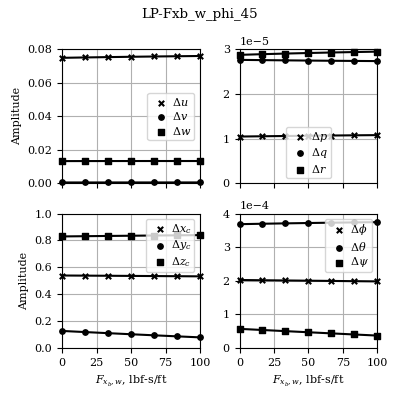 LP-Fxb_w_phi_45
1e−5
0.08
0.06
0.04
0.02
0.00
Amplitude
Δu
Δv
Δw
3
2
1
0
Δp
Δq
Δr
1e−4
1.0
0.8
0.6
0.4
0.2
0.0
Amplitude
Δx_c
Δy_c
Δz_c
0 25 50 75 100
F_{x_b,w}, lbf-s/ft
4
3
2
1
0
Δϕ
Δθ
Δψ
0 25 50 75 100
F_{x_b,w}, lbf-s/ft